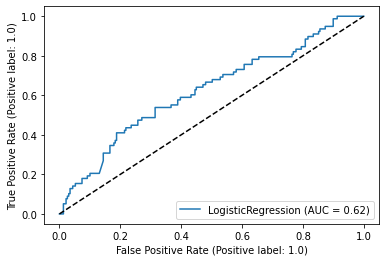 True Positive Rate (Positive label: 1.0)
1.0
0.8
0.6
0.4
0.2
0.0
LogisticRegression (AUC = 0.62)
0.0 0.2 0.4 0.6 0.8 1.0
False Positive Rate (Positive label: 1.0)